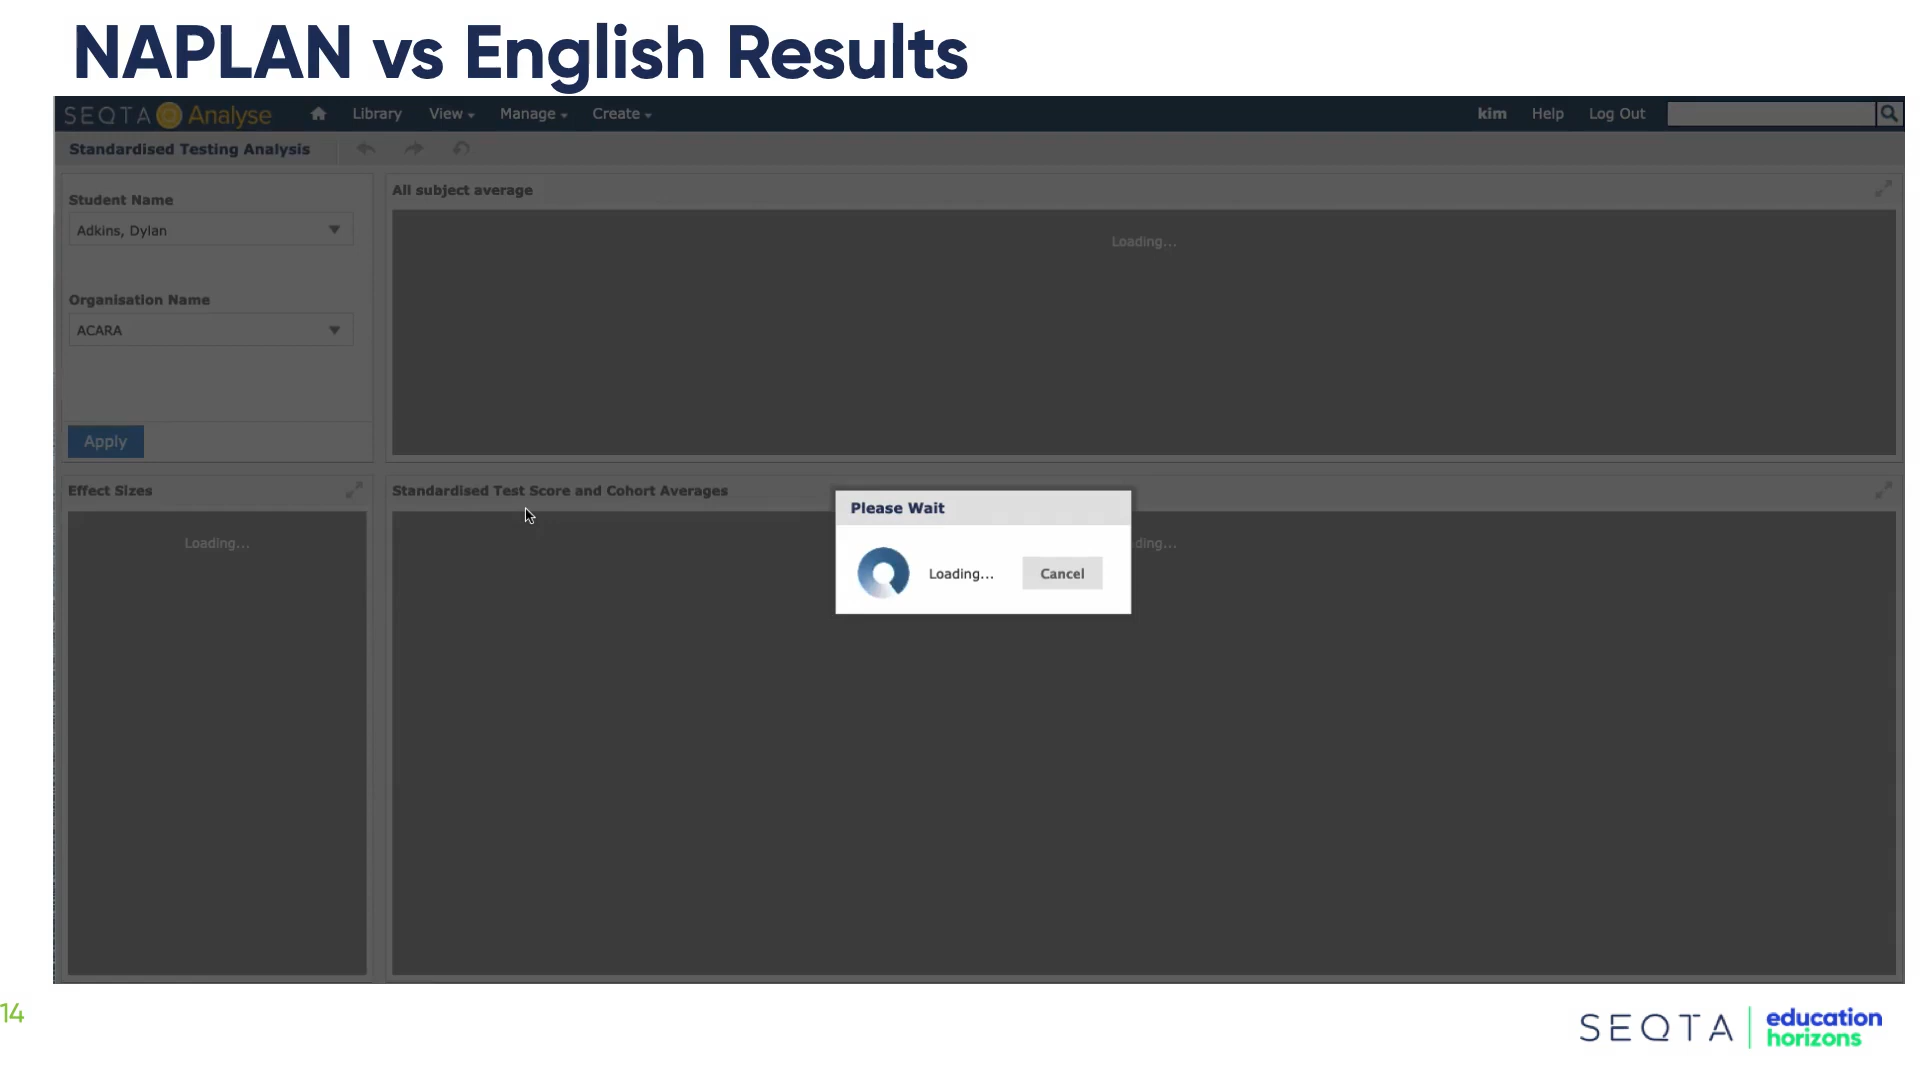 NAPLAN vs English Results
SEQTA Analyse Library View Manage Create kim Help Log Out
Standardised Testing Analysis
Student Name
Adkins, Dylan
Organisation Name
ACARA
Apply
All subject average
Loading...
Effect Sizes
Loading...
Standardised Test Score and Cohort Averages
ding...
Please Wait
Loading... Cancel
14
SEQTA education
horizons